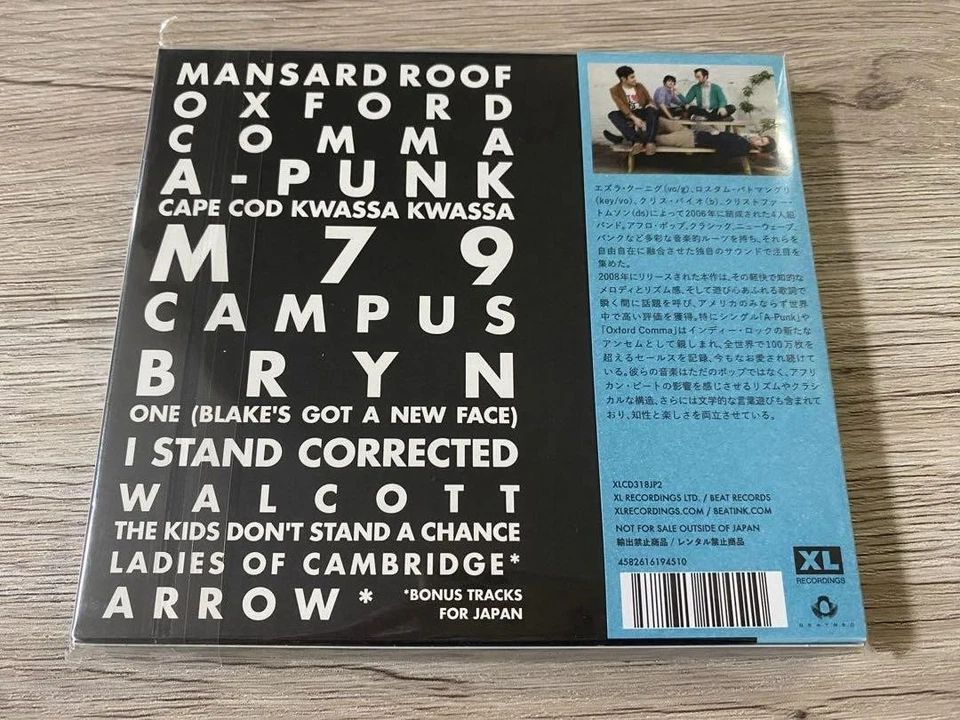 MANSARD ROOF
OXFORD
COMMA
A-PUNK
CAPE COD KWASSA KWASSA
M79
CAMPUS
BRYN
ONE (BLAKE'S GOT A NEW FACE)
I STAND CORRECTED
WALCOTT
THE KIDS DON'T STAND A CHANCE
LADIES OF CAMBRIDGE*
ARROW*
*BONUS TRACKS
FOR JAPAN
エズラ・クーニグ(vo/g)、ロスタム・バトマングリ
(key/vo)、クリス・バイオ(b)、クリストファー・
トムソン(ds)によって2006年に結成された4人組
バンド。アフロ・ポップ、クラシック、ニューウェーブ、
パンクなど多彩な音楽的ルーツを持ち、それらを
自由自在に融合させた独自のサウンドで注目を
集めた。
2008年にリリースされた本作は、その軽快で知的な
メロディとリズム感、そして遊び心あふれる歌詞で
瞬く間に話題を呼び、アメリカのみならず世界
中で高い評価を獲得。特にシングル「A-Punk」や
「Oxford Comma」はインディー・ロックの新たな
アンセムとして親しまれ、全世界で100万枚を
超えるセールスを記録、今もなお愛され続けて
いる。彼らの音楽はただのポップではなく、アフリ
カン・ビートの影響を感じさせるリズムやクラシ
カルな構造、さらには文学的な言葉遊びも含まれて
おり、知性と楽しさを両立させている。
XLCD318JP2
XL RECORDINGS LTD. / BEAT RECORDS
XLRECORDINGS.COM / BEATINK.COM
NOT FOR SALE OUTSIDE OF JAPAN
輸出禁止商品 / レンタル禁止商品
4582616194510
XL
RECORDINGS
BEATREC